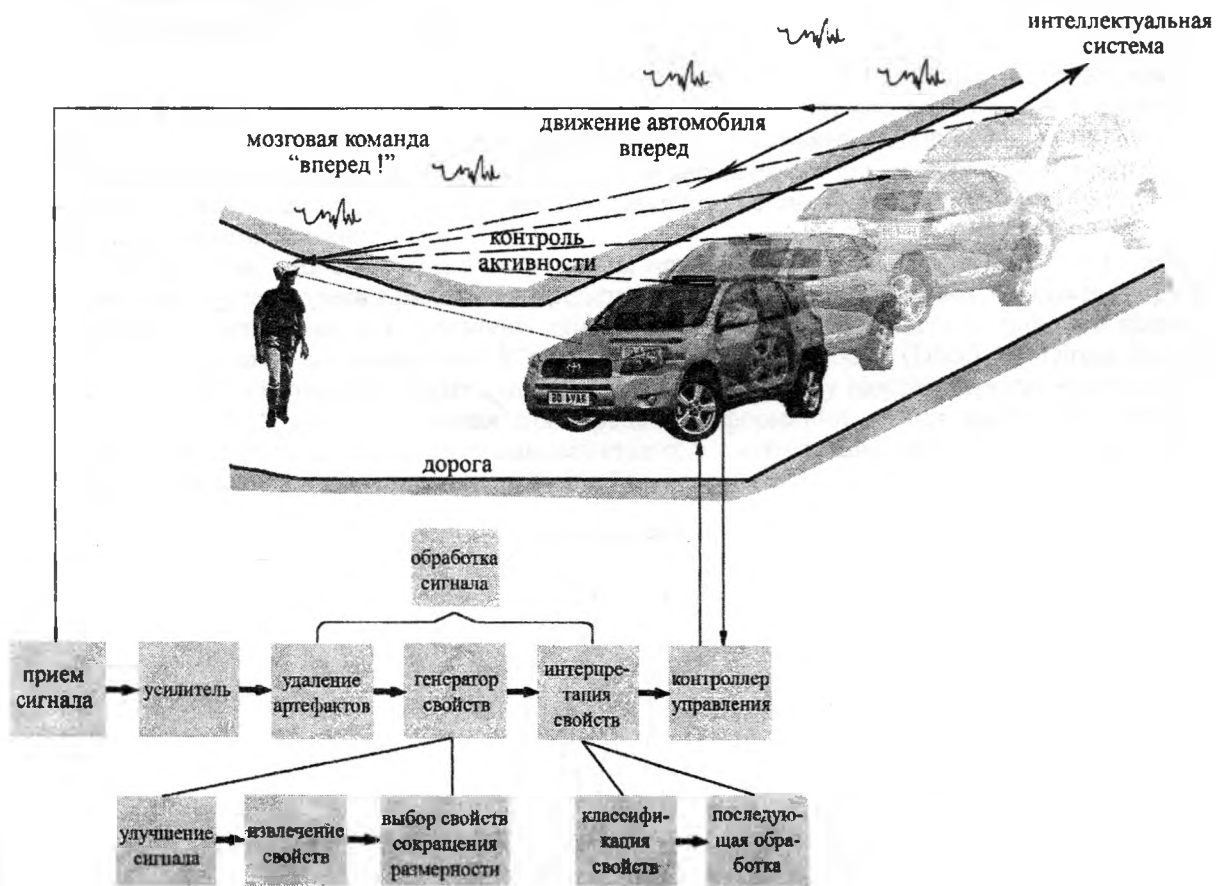 интеллектуальная
система
движение автомобиля
вперед
мозговая команда
“вперед !”
контроль
активности
дорога
обработка
сигнала
прием
сигнала
усилитель
удаление
артефактов
генератор
свойств
интерпре-
тация
свойств
контроллер
управления
улучшение
сигнала
извлечение
свойств
выбор свойств
сокращения
размерности
классифи-
кация
свойств
последую-
щая обра-
ботка